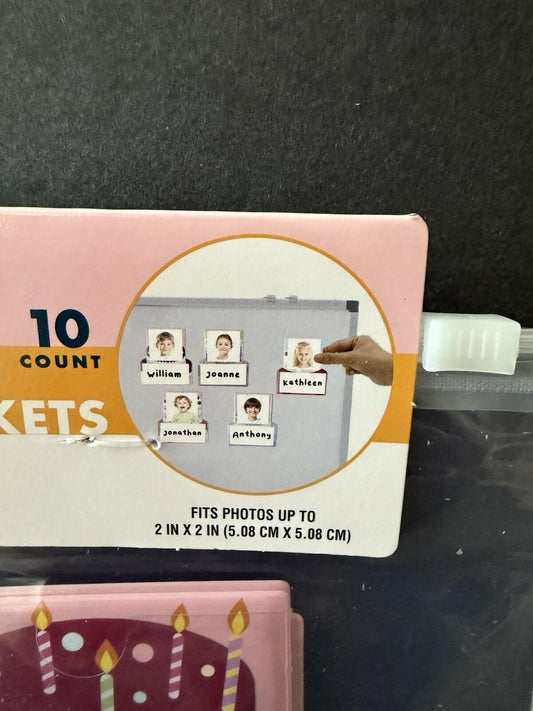 10
COUNT
KETS
William
Joanne
Kathleen
Jonathan
Anthony
FITS PHOTOS UP TO
2 IN X 2 IN (5.08 CM X 5.08 CM)